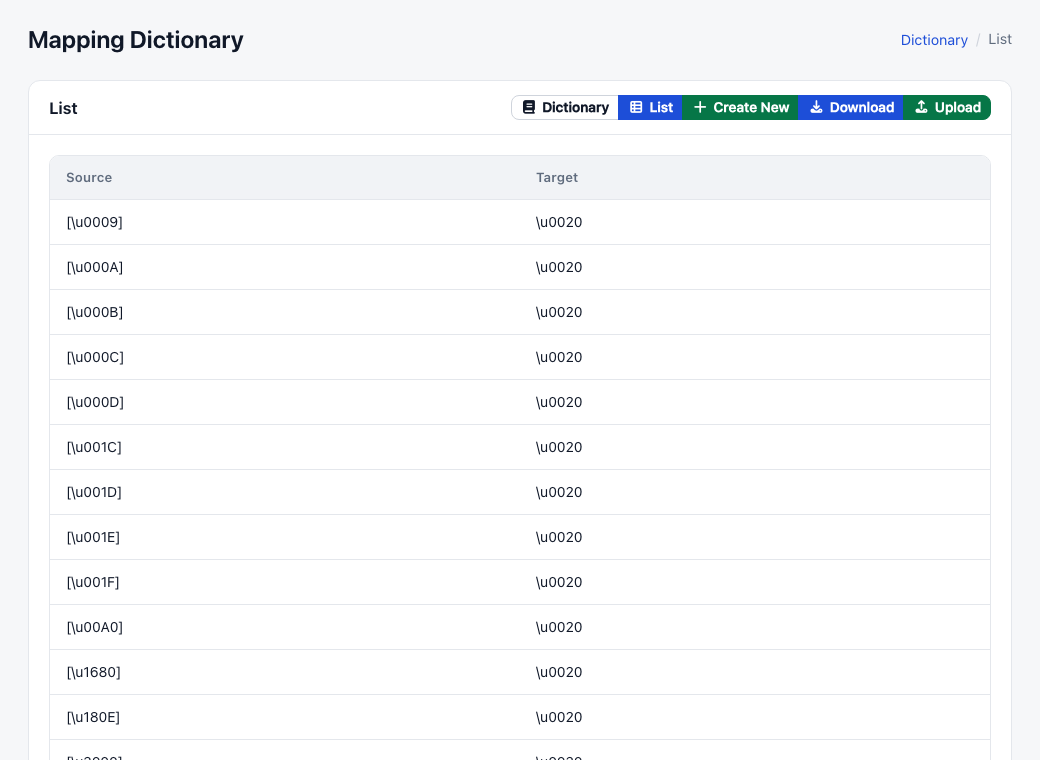 Mapping Dictionary
Dictionary / List
List
Dictionary List Create New Download Upload
Source Target
[\u0009] \u0020
[\u000A] \u0020
[\u000B] \u0020
[\u000C] \u0020
[\u000D] \u0020
[\u001C] \u0020
[\u001D] \u0020
[\u001E] \u0020
[\u001F] \u0020
[\u00A0] \u0020
[\u1680] \u0020
[\u180E] \u0020